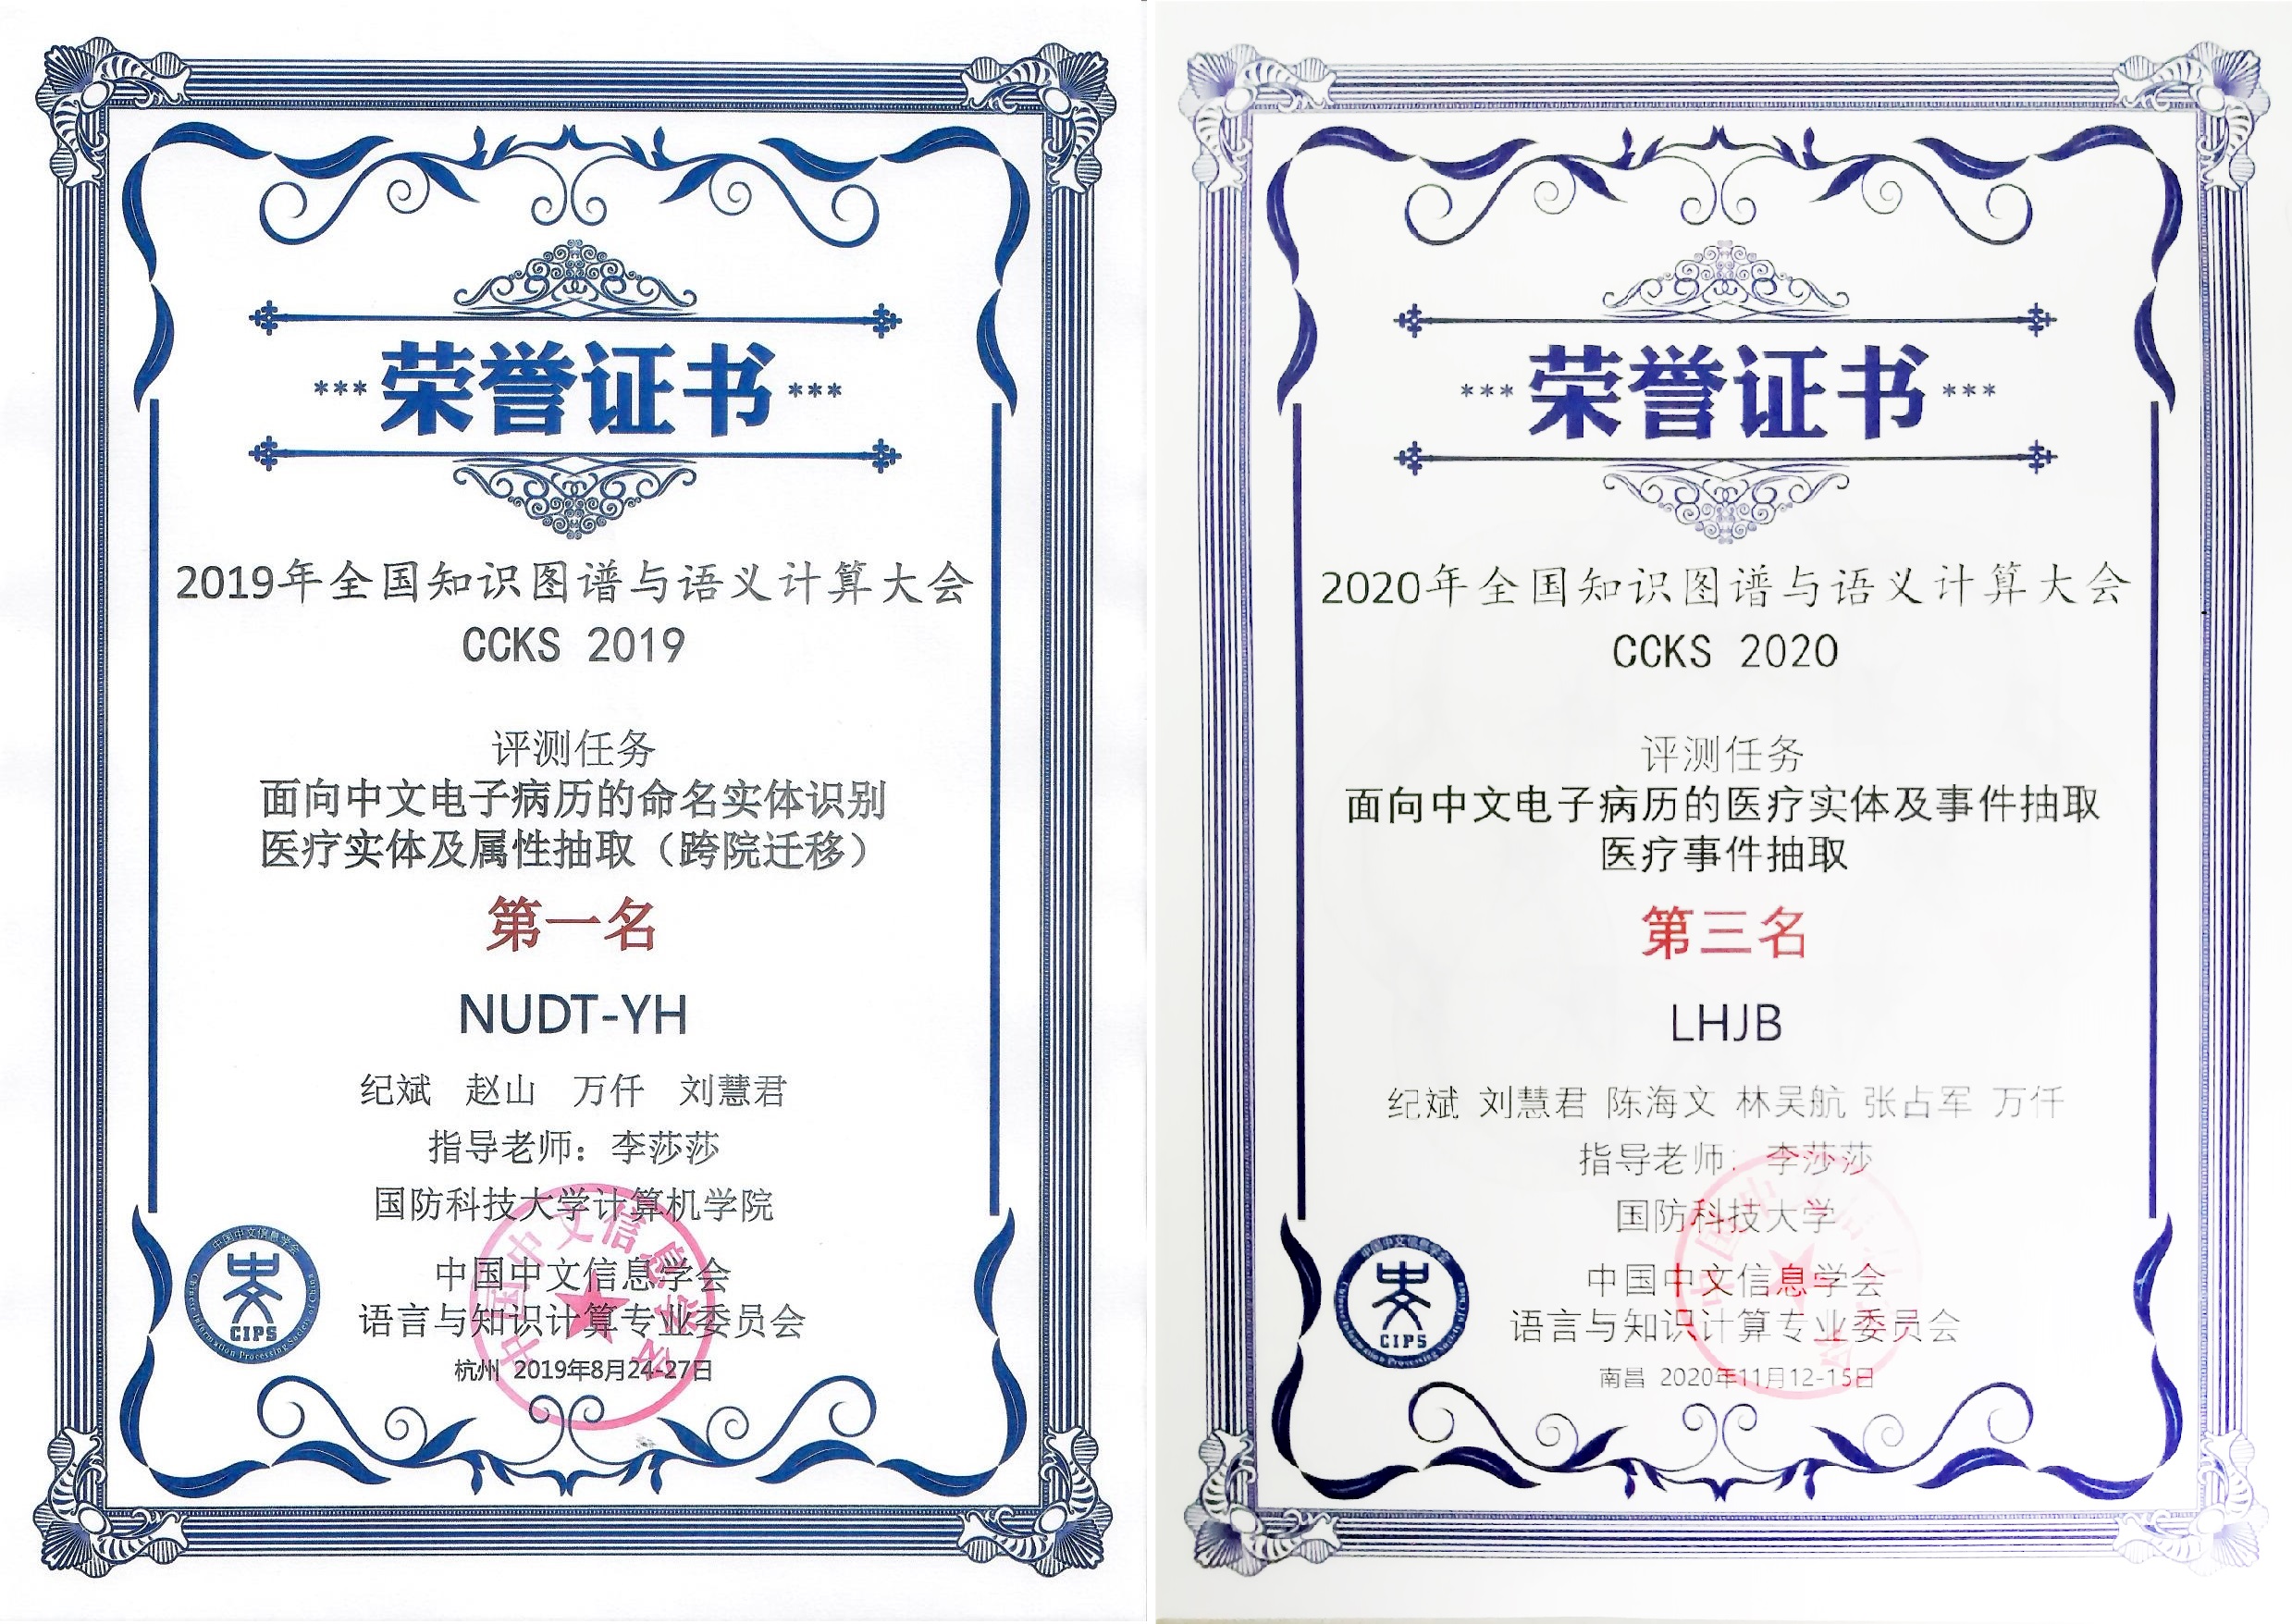 ***荣誉证书***
2019年全国知识图谱与语义计算大会
CCKS 2019
评测任务
面向中文电子病历的命名实体识别
医疗实体及属性抽取（跨院迁移）
第一名
NUDT-YH
纪斌 赵山 万仟 刘慧君
指导老师：李莎莎
国防科技大学计算机学院
中国中文信息学会
语言与知识计算专业委员会
杭州 2019年8月24-27日
中国中文信息学会
中国中文信息学会
CIPS
Chinese Information Processing Society of China
***荣誉证书***
2020年全国知识图谱与语义计算大会
CCKS 2020
评测任务
面向中文电子病历的医疗实体及事件抽取
医疗事件抽取
第三名
LHJB
纪斌 刘慧君 陈海文 林吴航 张占军 万仟
指导老师：李莎莎
国防科技大学
中国中文信息学会
语言与知识计算专业委员会
南昌 2020年11月12-15日
中国中文信息学会
CIPS
Chinese Information Processing Society of China